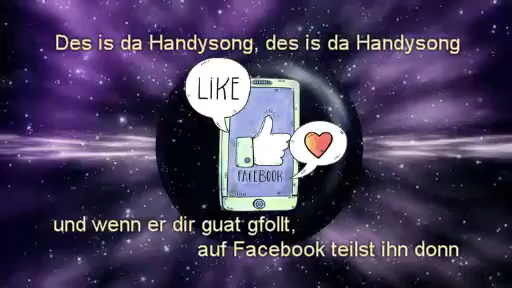 Des is da Handysong, des is da Handysong
LIKE
FACEBOOK
und wenn er dir guat gfollt,
auf Facebook teilst ihn donn